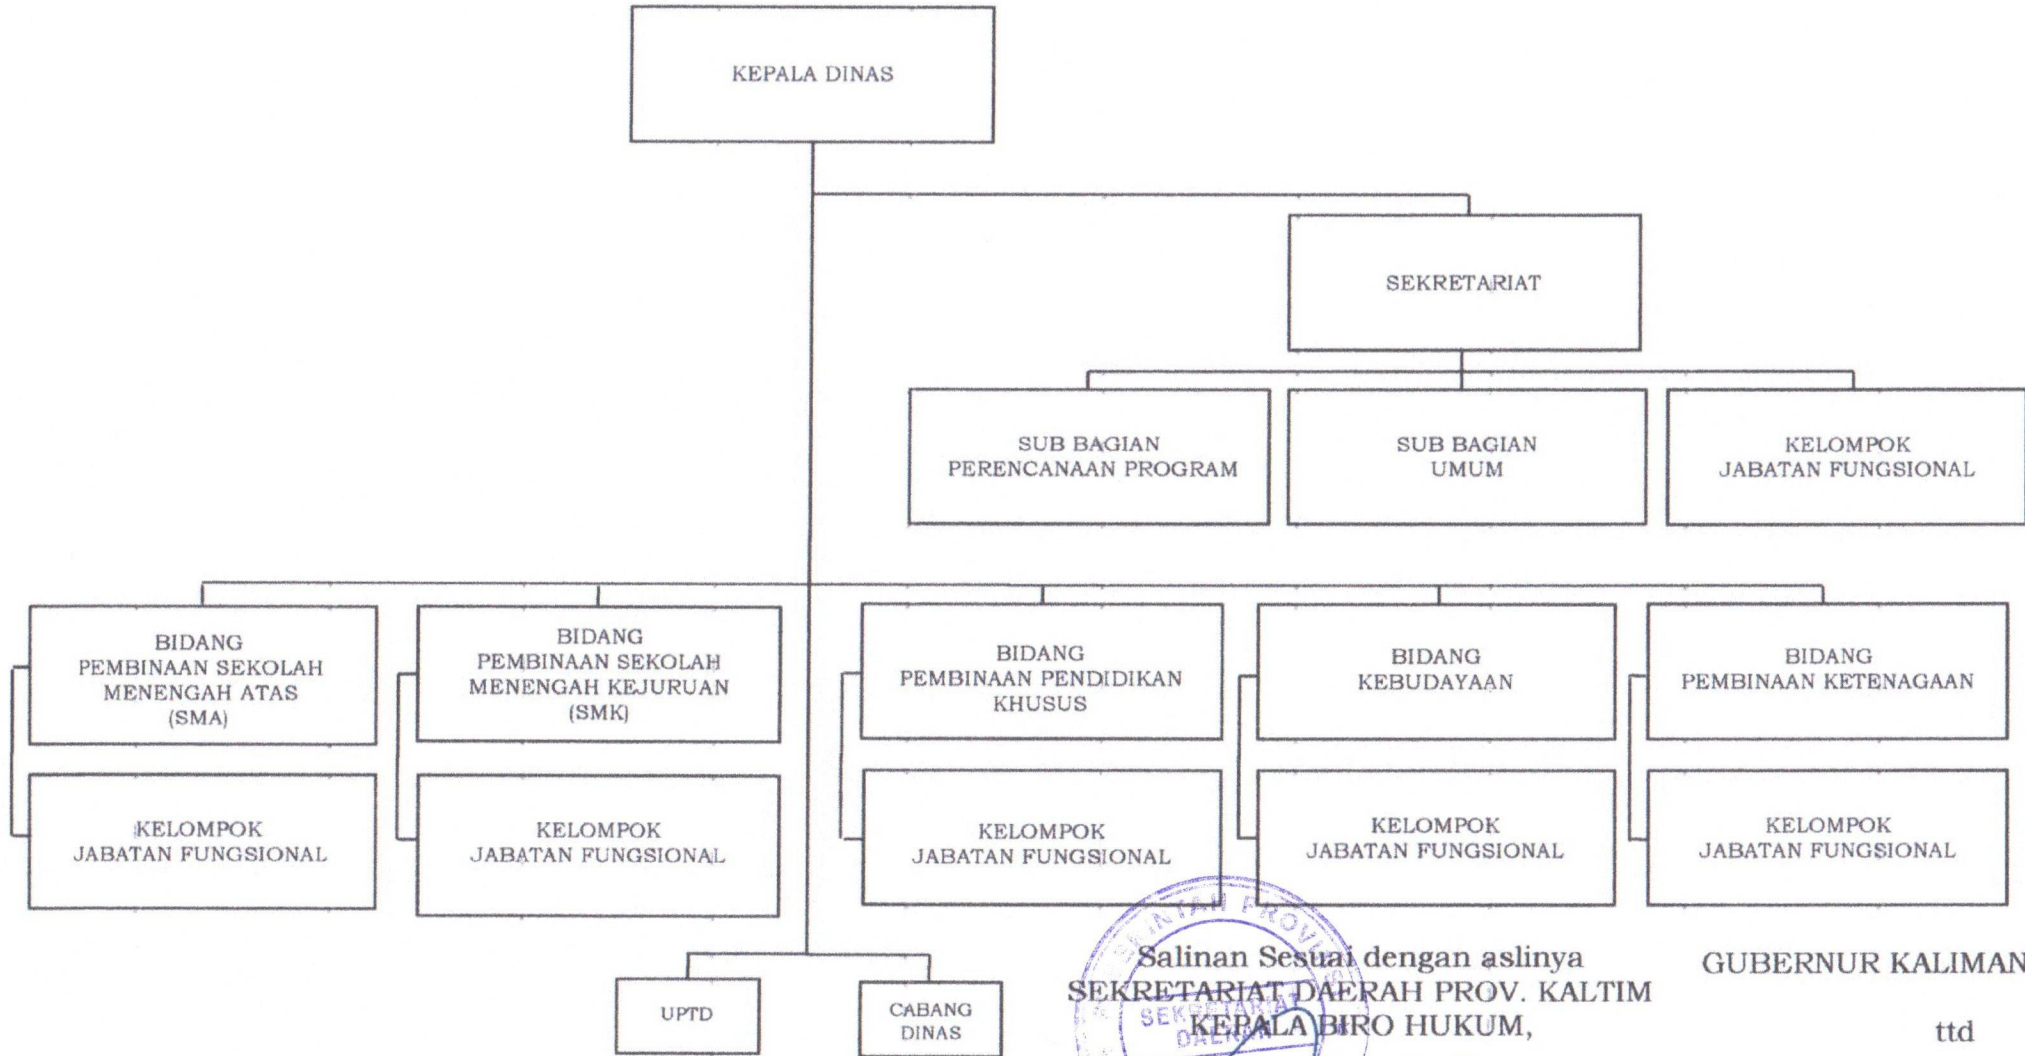 KEPALA DINAS
SEKRETARIAT
SUB BAGIAN
PERENCANAAN PROGRAM
SUB BAGIAN
UMUM
KELOMPOK
JABATAN FUNGSIONAL
BIDANG
PEMBINAAN SEKOLAH
MENENGAH ATAS
(SMA)
BIDANG
PEMBINAAN SEKOLAH
MENENGAH KEJURUAN
(SMK)
BIDANG
PEMBINAAN PENDIDIKAN
KHUSUS
BIDANG
KEBUDAYAAN
BIDANG
PEMBINAAN KETENAGAAN
KELOMPOK
JABATAN FUNGSIONAL
KELOMPOK
JABATAN FUNGSIONAL
KELOMPOK
JABATAN FUNGSIONAL
KELOMPOK
JABATAN FUNGSIONAL
KELOMPOK
JABATAN FUNGSIONAL
UPTD
CABANG
DINAS
Salinan Sesuai dengan aslinya
SEKRETARIAT DAERAH PROV. KALTIM
KEPALA BIRO HUKUM,
SEKRETARIAT
DAERAH
GUBERNUR KALIMAN
ttd